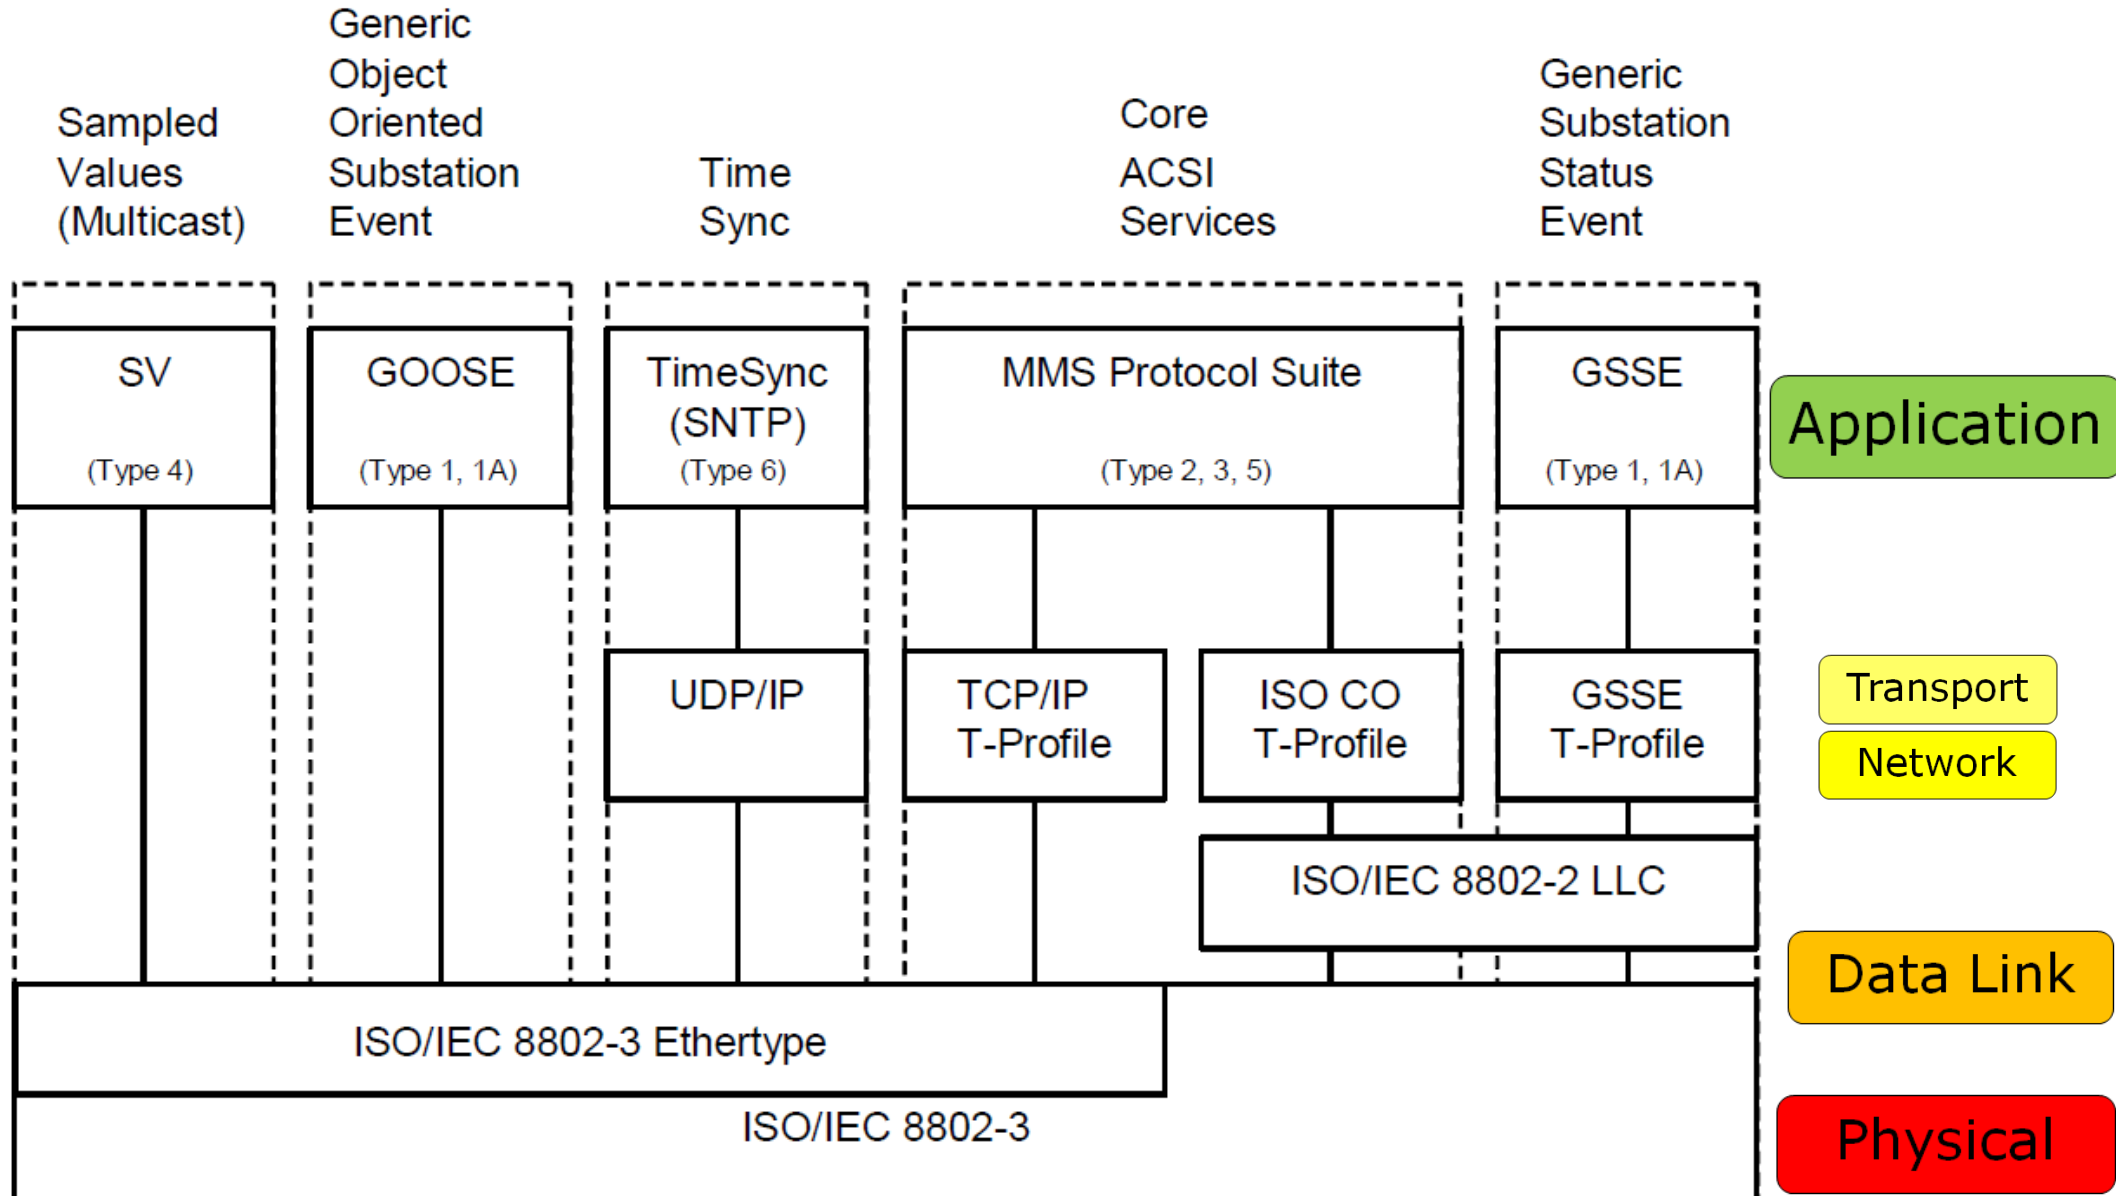 Sampled
Values
(Multicast)
Generic
Object
Oriented
Substation
Event
Time
Sync
Core
ACSI
Services
Generic
Substation
Status
Event
SV
(Type 4)
GOOSE
(Type 1, 1A)
TimeSync
(SNTP)
(Type 6)
MMS Protocol Suite
(Type 2, 3, 5)
GSSE
(Type 1, 1A)
Application
UDP/IP
TCP/IP
T-Profile
ISO CO
T-Profile
GSSE
T-Profile
Transport
Network
ISO/IEC 8802-2 LLC
Data Link
ISO/IEC 8802-3 Ethertype
ISO/IEC 8802-3
Physical